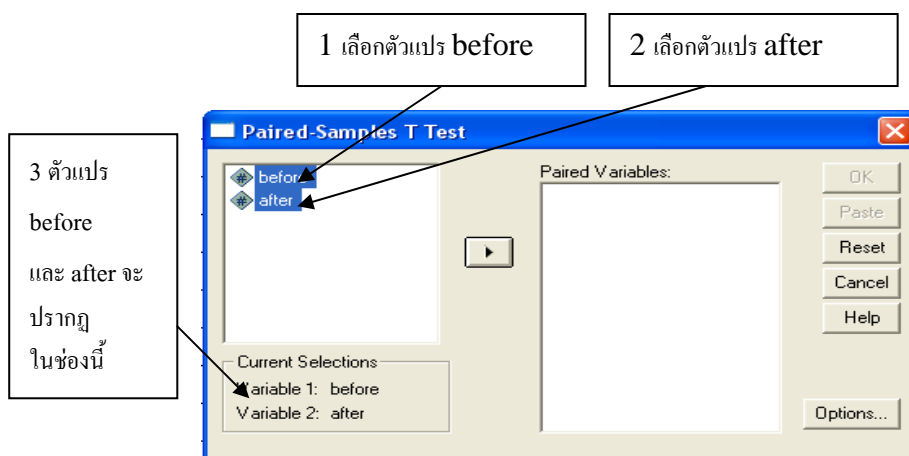 1 เลือกตัวแปร before
2 เลือกตัวแปร after
3 ตัวแปร
before
และ after จะ
ปรากฏ
ในช่องนี้
Paired-Samples T Test
before
after
Paired Variables:
OK
Paste
Reset
Cancel
Help
Current Selections
Variable 1: before
Variable 2: after
Options...